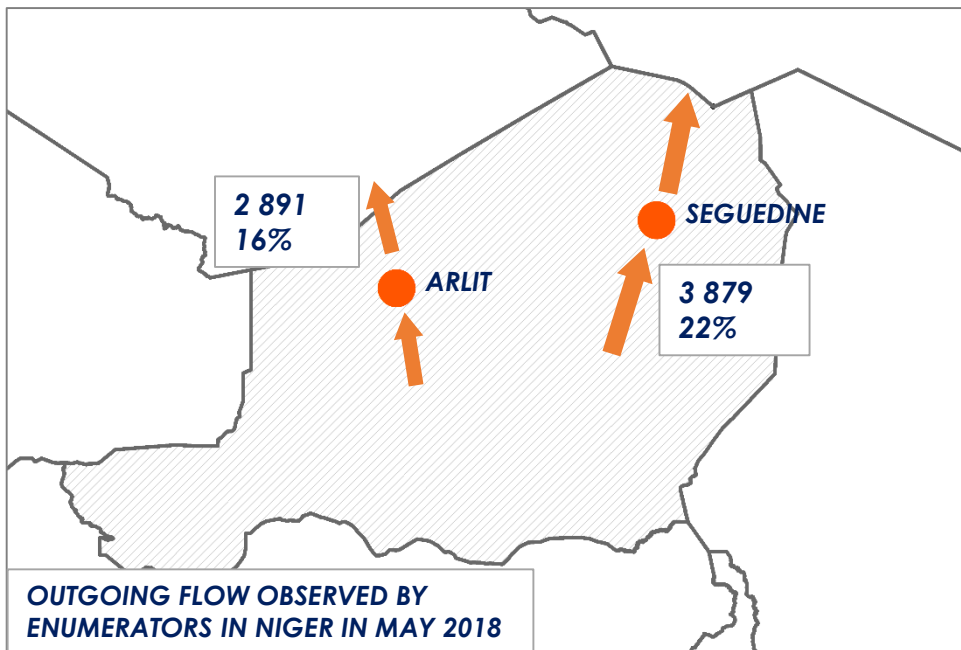 2 891
16%
ARLIT
SEGUEDINE
3 879
22%
OUTGOING FLOW OBSERVED BY
ENUMERATORS IN NIGER IN MAY 2018